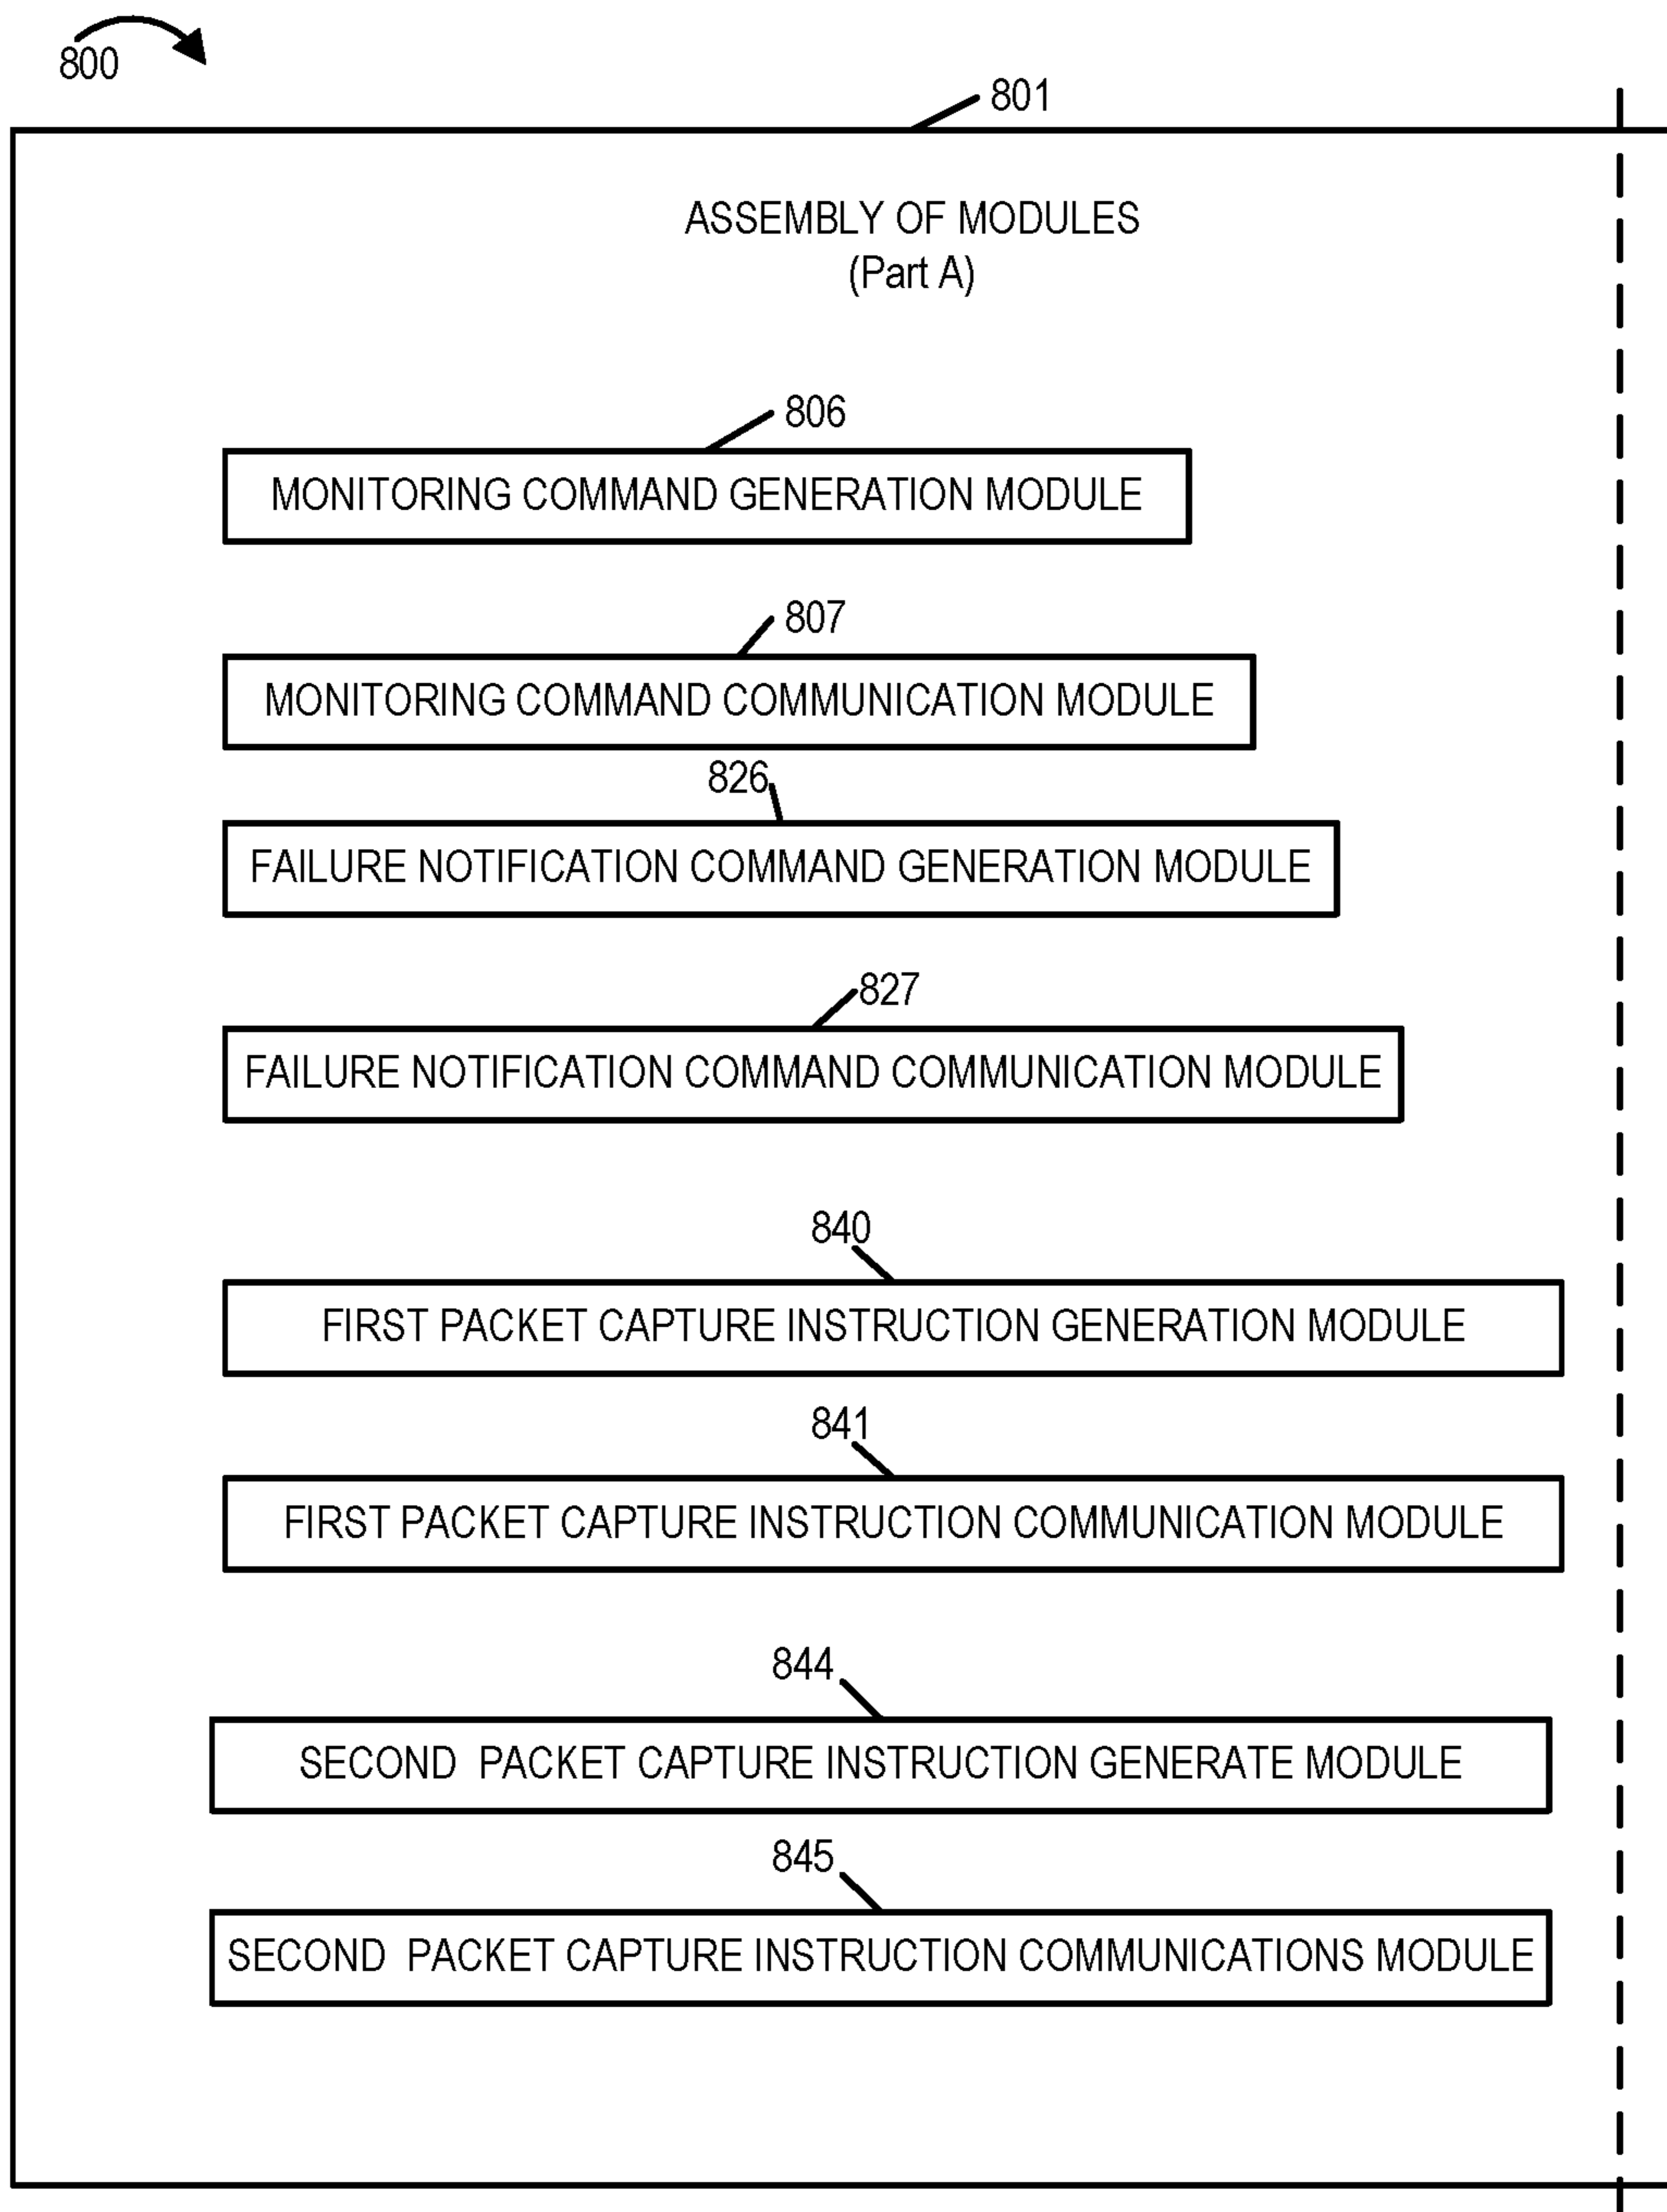 800
801
ASSEMBLY OF MODULES
(Part A)
806
MONITORING COMMAND GENERATION MODULE
807
MONITORING COMMAND COMMUNICATION MODULE
826
FAILURE NOTIFICATION COMMAND GENERATION MODULE
827
FAILURE NOTIFICATION COMMAND COMMUNICATION MODULE
840
FIRST PACKET CAPTURE INSTRUCTION GENERATION MODULE
841
FIRST PACKET CAPTURE INSTRUCTION COMMUNICATION MODULE
844
SECOND PACKET CAPTURE INSTRUCTION GENERATE MODULE
845
SECOND PACKET CAPTURE INSTRUCTION COMMUNICATIONS MODULE